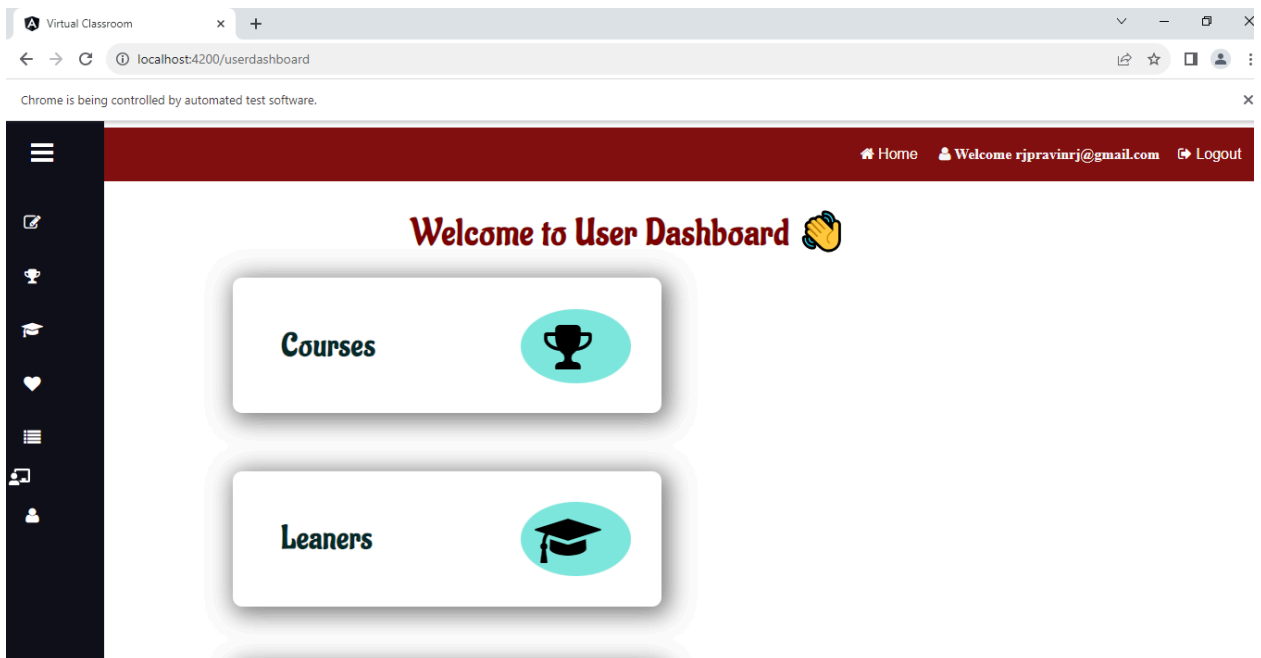 Virtual Classroom
localhost:4200/userdashboard
Chrome is being controlled by automated test software.
Home Welcome rjpravinrj@gmail.com Logout
Welcome to User Dashboard 👋
Courses
Leaners